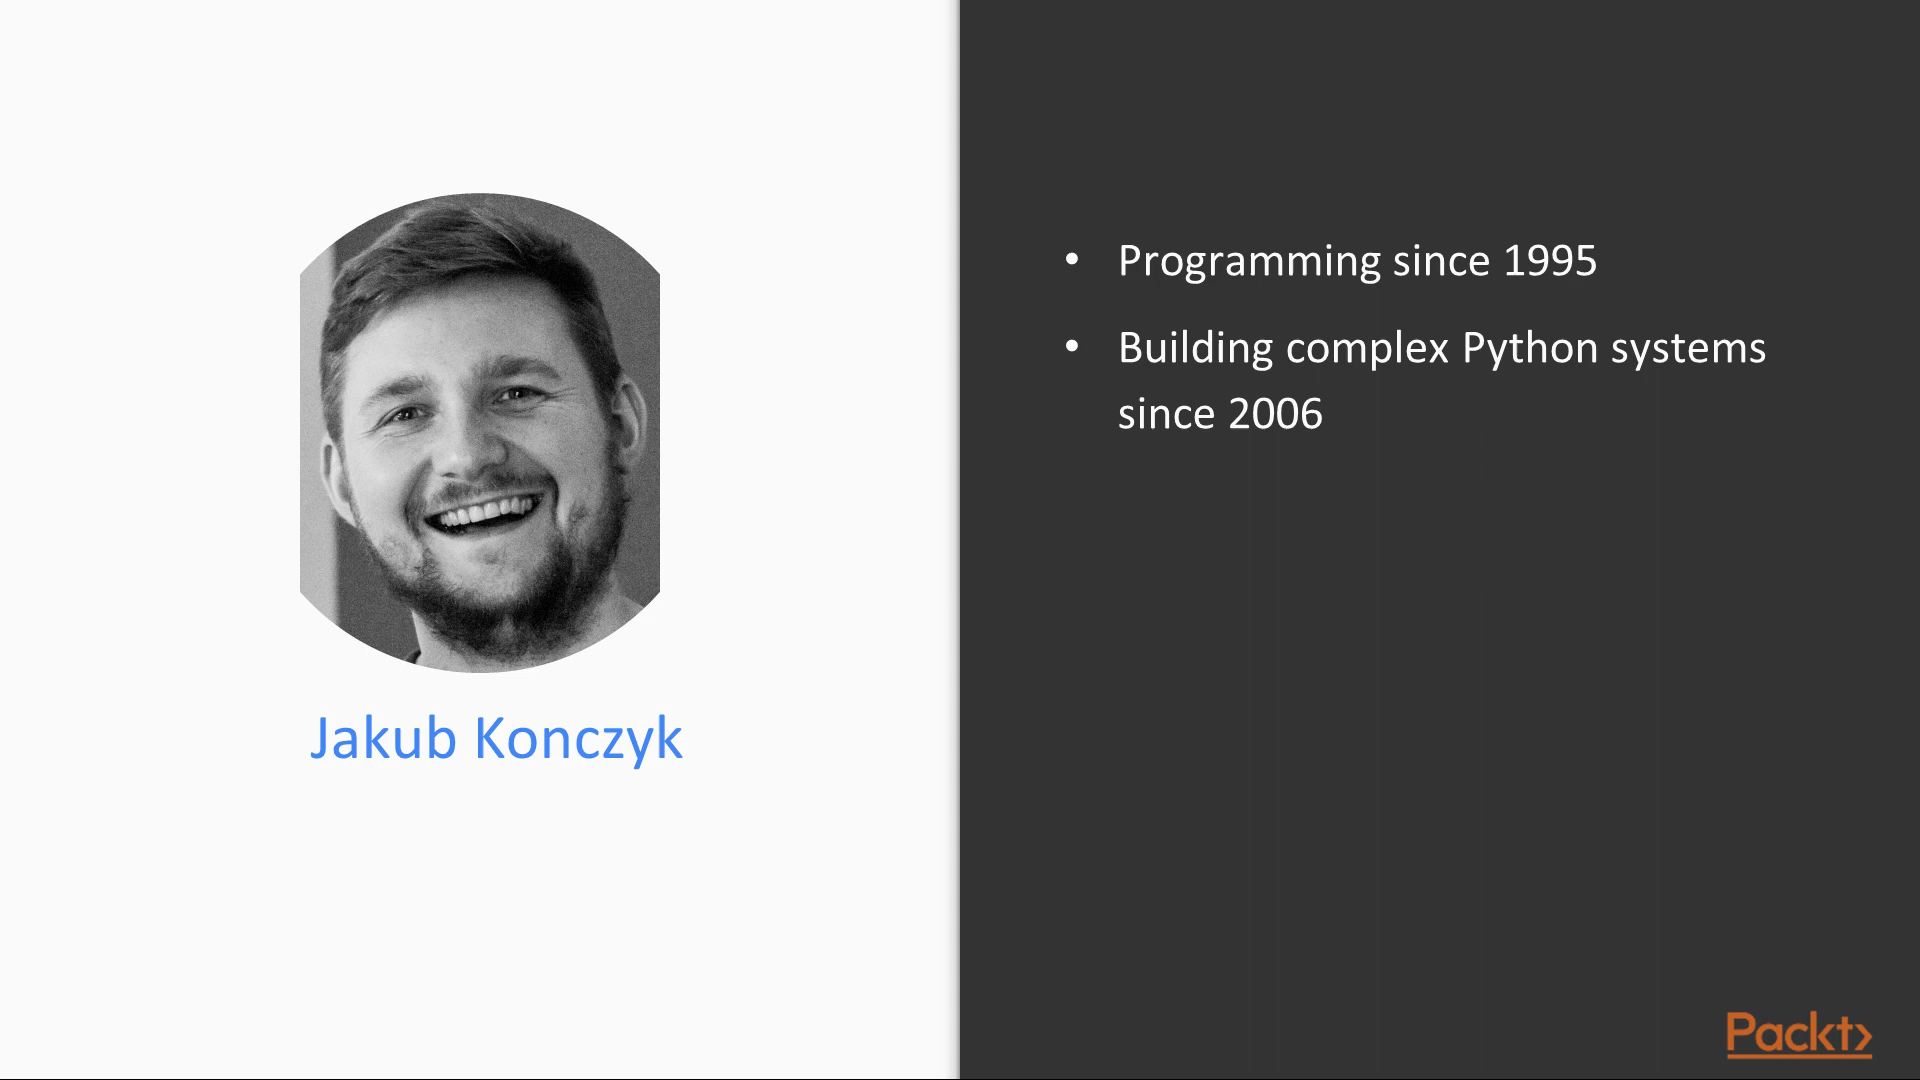 Jakub Konczyk
• Programming since 1995
• Building complex Python systems
since 2006
Packt>